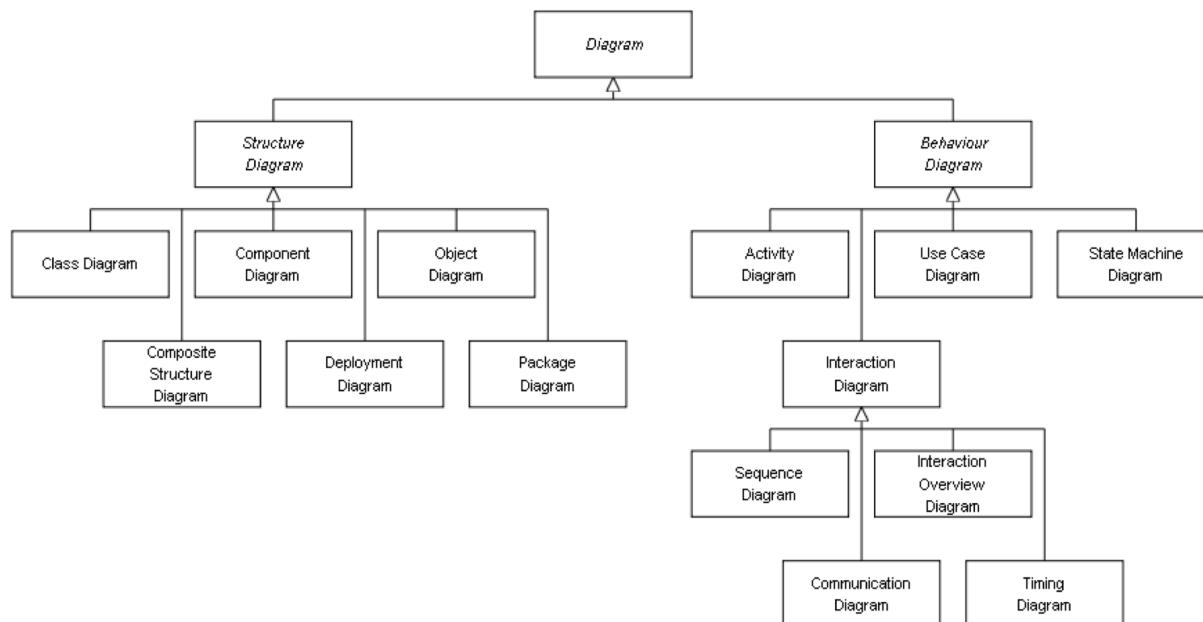 Diagram
Structure
Diagram
Behaviour
Diagram
Class Diagram
Component
Diagram
Object
Diagram
Activity
Diagram
Use Case
Diagram
State Machine
Diagram
Composite
Structure
Diagram
Deployment
Diagram
Package
Diagram
Interaction
Diagram
Sequence
Diagram
Interaction
Overview
Diagram
Communication
Diagram
Timing
Diagram